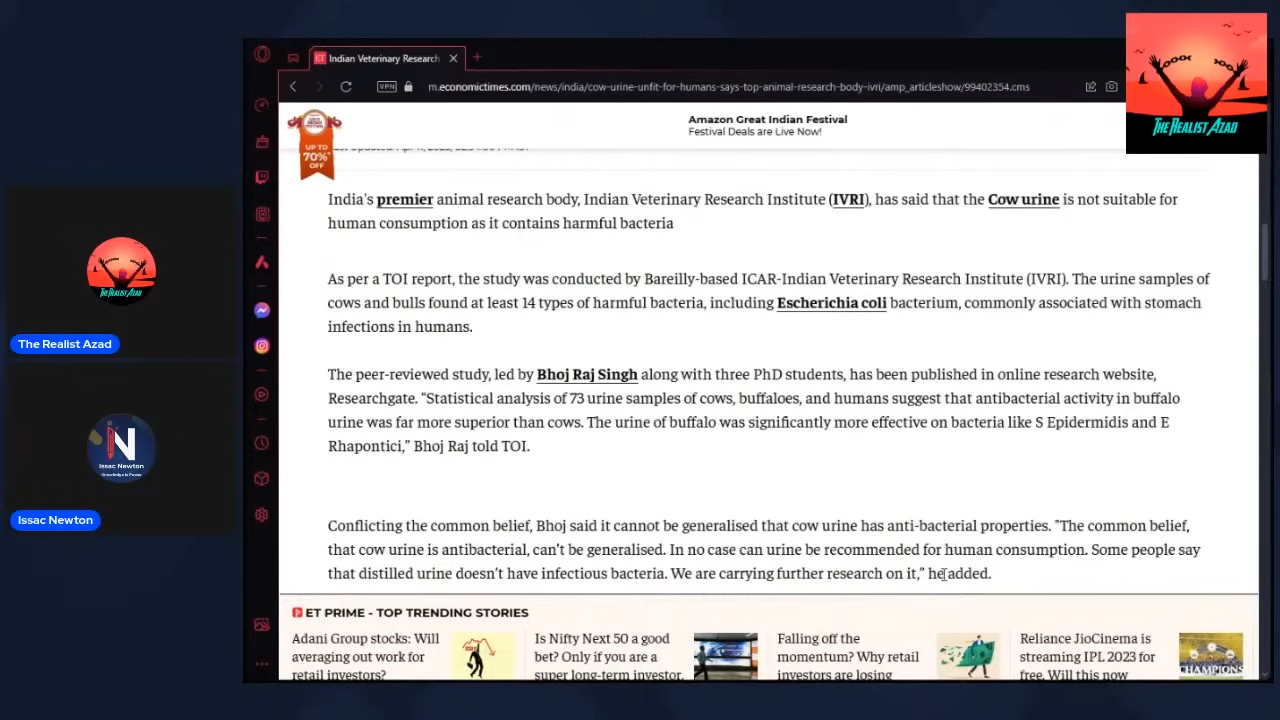 Indian Veterinary Research
THE REALIST AZAD
VPN
m.economictimes.com/news/india/cow-urine-unfit-for-humans-says-top-animal-research-body-ivri/amp_articleshow/99402354.cms
Amazon Great Indian Festival
Festival Deals are Live Now!
UP TO
70%*
OFF
India's premier animal research body, Indian Veterinary Research Institute (IVRI), has said that the Cow urine is not suitable for
human consumption as it contains harmful bacteria
As per a TOI report, the study was conducted by Bareilly-based ICAR-Indian Veterinary Research Institute (IVRI). The urine samples of
cows and bulls found at least 14 types of harmful bacteria, including Escherichia coli bacterium, commonly associated with stomach
infections in humans.
The Realist Azad
The peer-reviewed study, led by Bhoj Raj Singh along with three PhD students, has been published in online research website,
Researchgate. “Statistical analysis of 73 urine samples of cows, buffaloes, and humans suggest that antibacterial activity in buffalo
urine was far more superior than cows. The urine of buffalo was significantly more effective on bacteria like S Epidermidis and E
Rhapontici,” Bhoj Raj told TOI.
N
Issac Newton
Knowledge is Power
Issac Newton
Conflicting the common belief, Bhoj said it cannot be generalised that cow urine has anti-bacterial properties. "The common belief,
that cow urine is antibacterial, can’t be generalised. In no case can urine be recommended for human consumption. Some people say
that distilled urine doesn’t have infectious bacteria. We are carrying further research on it,” he added.
ET PRIME - TOP TRENDING STORIES
Adani Group stocks: Will
averaging out work for
retail investors?
Is Nifty Next 50 a good
bet? Only if you are a
super long-term investor.
Falling off the
momentum? Why retail
investors are losing
Reliance JioCinema is
streaming IPL 2023 for
free. Will this now
CHAMPIONS